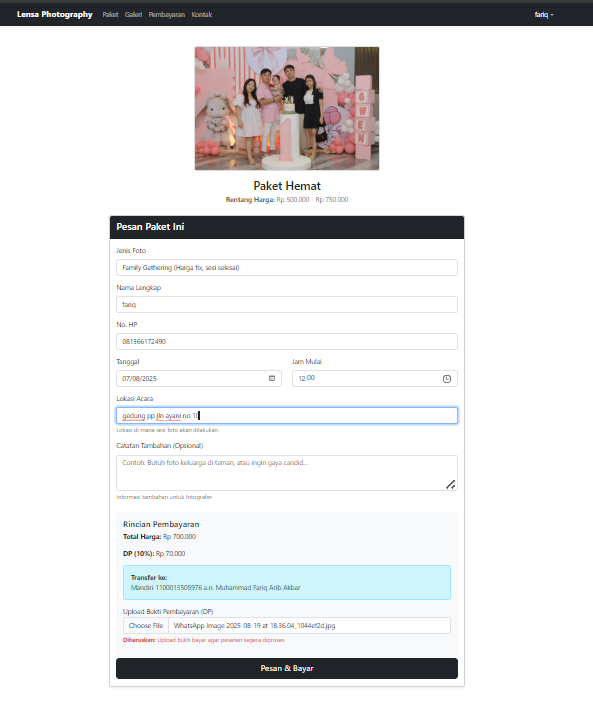 Lensa Photography Paket Galeri Pembayaran Kontak fariq
GWEN
1
Paket Hemat
Rentang Harga: Rp 500.000 - Rp 750.000
Pesan Paket Ini
Jenis Foto
Family Gathering (Harga fix, sesi selesai)
Nama Lengkap
fariq
No. HP
081366172490
Tanggal Jam Mulai
07/08/2025 12:00
Lokasi Acara
gedung pp jln ayani no 10
Lokasi di mana sesi foto akan dilakukan.
Catatan Tambahan (Opsional)
Contoh: Butuh foto keluarga di taman, atau ingin gaya candid...
Informasi tambahan untuk fotografer.
Rincian Pembayaran
Total Harga: Rp 700.000
DP (10%): Rp 70.000
Transfer ke:
Mandiri 1100013505976 a.n. Muhammad Fariq Arib Akbar
Upload Bukti Pembayaran (DP)
Choose File WhatsApp Image 2025-08-19 at 18.36.04_1044ef2d.jpg
Diharuskan: Upload bukti bayar agar pesanan segera diproses.
Pesan & Bayar